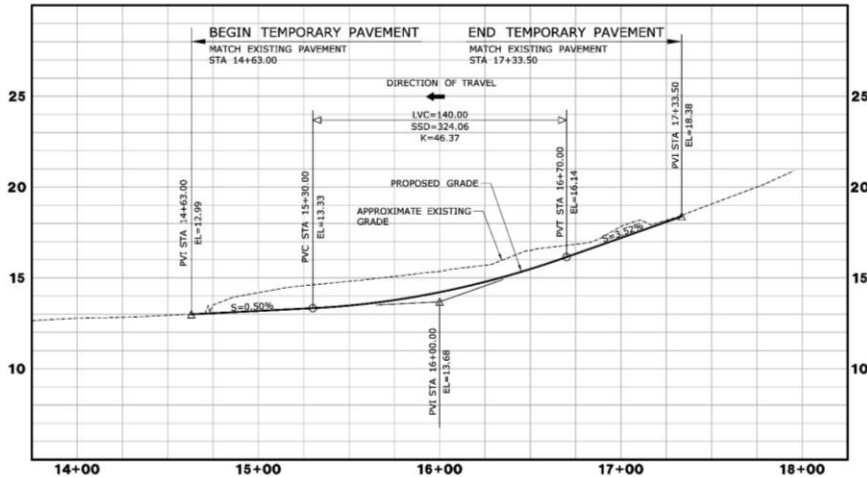 BEGIN TEMPORARY PAVEMENT
MATCH EXISTING PAVEMENT
STA 14+63.00
END TEMPORARY PAVEMENT
MATCH EXISTING PAVEMENT
STA 17+33.50
DIRECTION OF TRAVEL
LVC=140.00
SSD=324.06
K=46.37
PVI STA 14+63.00
EL=12.99
PVC STA 15+30.00
EL=13.33
PVT STA 16+70.00
EL=16.14
PVI STA 17+33.50
EL=18.38
PROPOSED GRADE
APPROXIMATE EXISTING
GRADE
S=0.50%
S=3.52%
PVI STA 16+00.00
EL=13.68
25
20
15
10
25
20
15
10
14+00
15+00
16+00
17+00
18+00